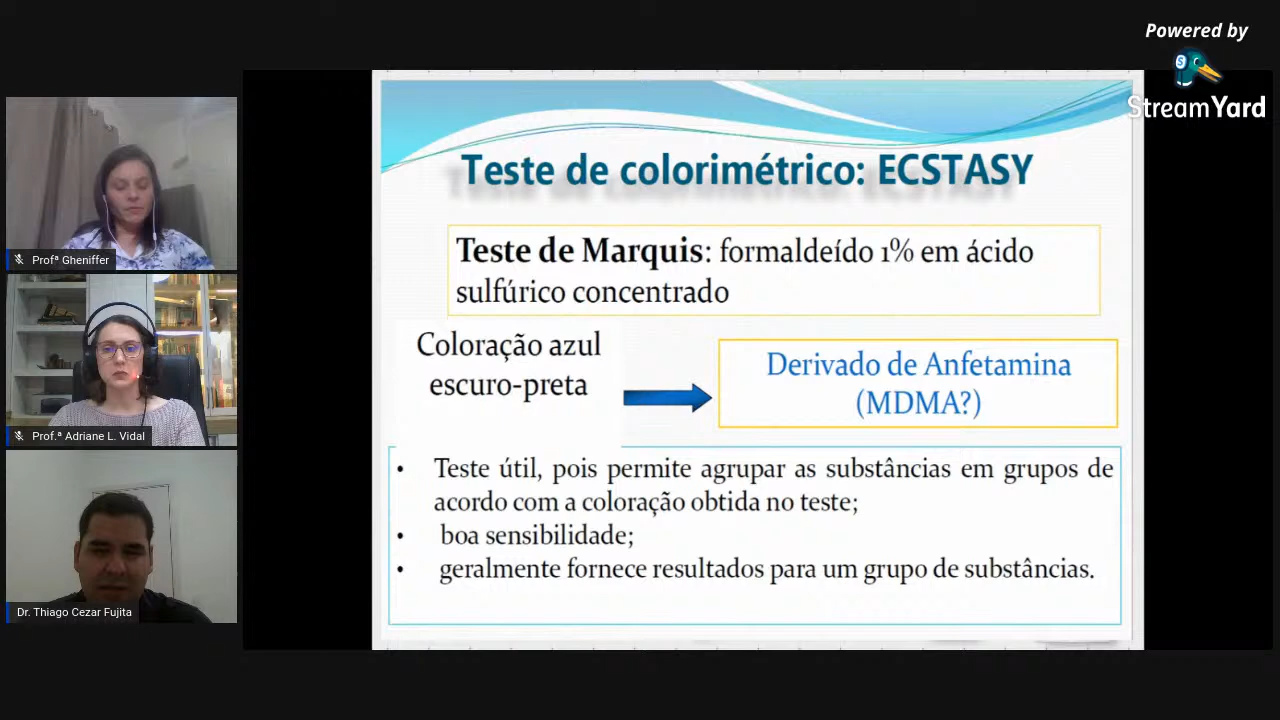 Powered by
StreamYard
Teste de colorimétrico: ECSTASY
Teste de Marquis: formaldeído 1% em ácido
sulfúrico concentrado
Coloração azul
escuro-preta
Derivado de Anfetamina
(MDMA?)
• Teste útil, pois permite agrupar as substâncias em grupos de
acordo com a coloração obtida no teste;
• boa sensibilidade;
• geralmente fornece resultados para um grupo de substâncias.
Profª Gheniffer
Prof.ª Adriane L. Vidal
Dr. Thiago Cezar Fujita